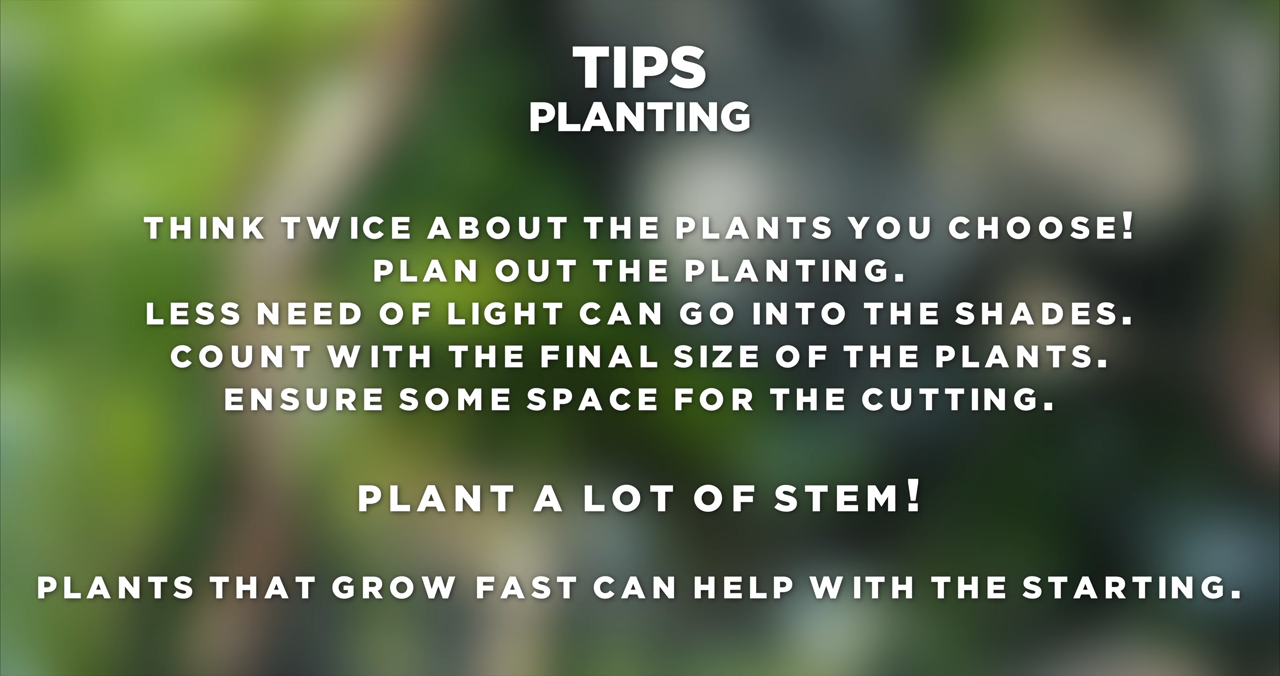 TIPS
PLANTING
THINK TWICE ABOUT THE PLANTS YOU CHOOSE!
PLAN OUT THE PLANTING.
LESS NEED OF LIGHT CAN GO INTO THE SHADES.
COUNT WITH THE FINAL SIZE OF THE PLANTS.
ENSURE SOME SPACE FOR THE CUTTING.
PLANT A LOT OF STEM!
PLANTS THAT GROW FAST CAN HELP WITH THE STARTING.